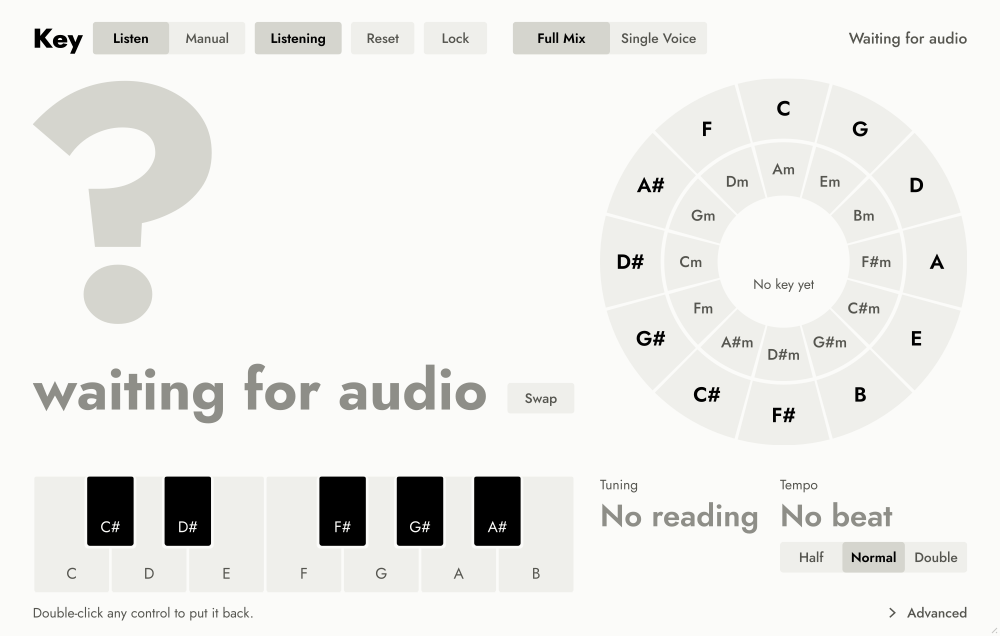 Key Listen Manual Listening Reset Lock Full Mix Single Voice Waiting for audio
?
C
F G
A# D
D# A
G# E
C# B
F#
Am
Dm Em
Gm Bm
Cm F#m
Fm C#m
A#m G#m
D#m
No key yet
waiting for audio Swap
C# D# F# G# A#
C D E F G A B
Tuning
No reading
Tempo
No beat
Half Normal Double
Double-click any control to put it back.
Advanced